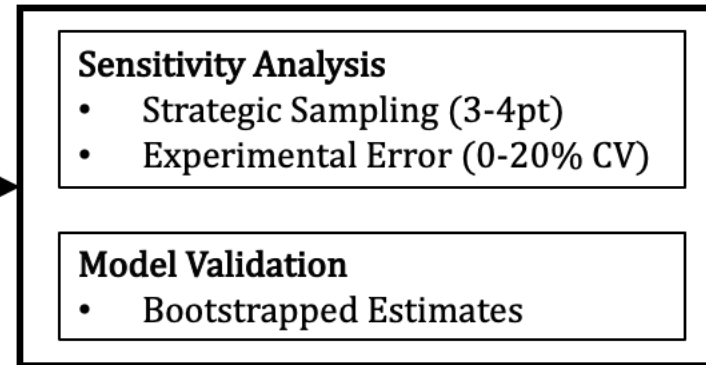 Sensitivity Analysis
• Strategic Sampling (3-4pt)
• Experimental Error (0-20% CV)
Model Validation
• Bootstrapped Estimates